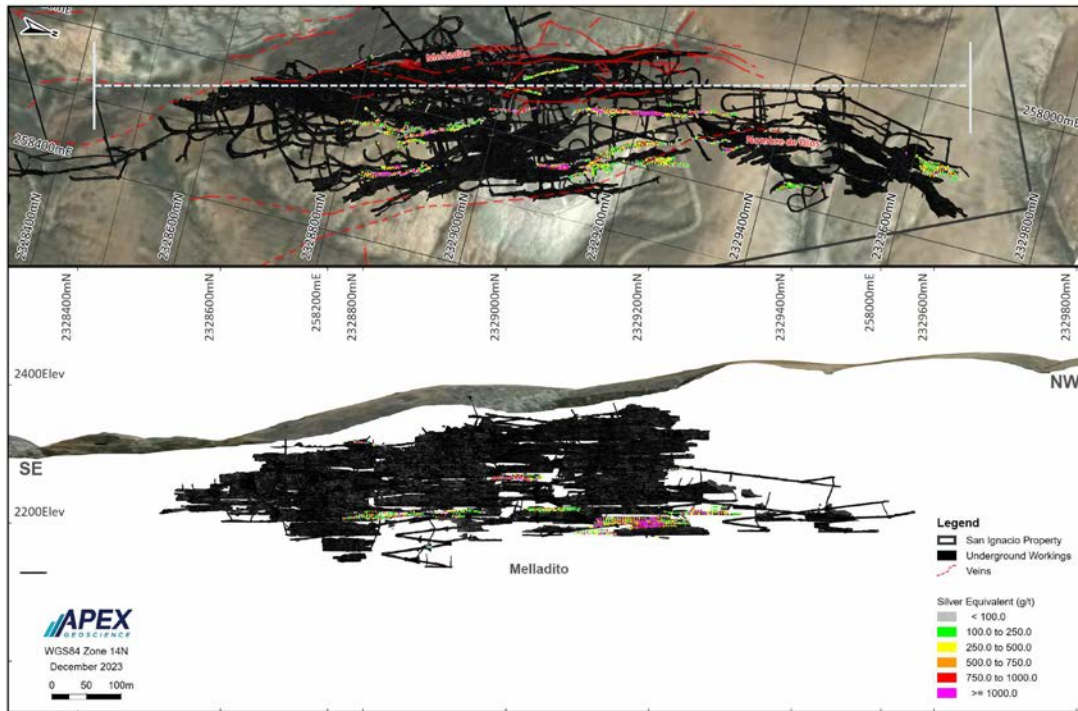 N
Melladito
Nombre de Dios
258400mE
258000mE
2328400mN
2328600mN
2328800mN
2329000mN
2329200mN
2329400mN
2329600mN
2329800mN
2328400mN
2328600mN
258200mE
2328800mN
2329000mN
2329200mN
2329400mN
258000mE
2329600mN
2329800mN
2400Elev
NW
SE
2200Elev
Melladito
Legend
San Ignacio Property
Underground Workings
Veins
Silver Equivalent (g/t)
< 100.0
100.0 to 250.0
250.0 to 500.0
500.0 to 750.0
750.0 to 1000.0
>= 1000.0
APEX
GEOSCIENCE
WGS84 Zone 14N
December 2023
0 50 100m